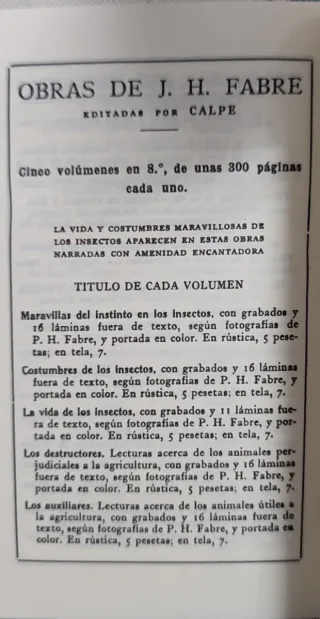 OBRAS DE J. H. FABRE
EDITADAS POR CALPE
Cinco volúmenes en 8.º, de unas 300 páginas
cada uno.
LA VIDA Y COSTUMBRES MARAVILLOSAS DE
LOS INSECTOS APARECEN EN ESTAS OBRAS
NARRADAS CON AMENIDAD ENCANTADORA
TITULO DE CADA VOLUMEN
Maravillas del instinto en los insectos, con grabados y
16 láminas fuera de texto, según fotografías de
P. H. Fabre, y portada en color. En rústica, 5 pese-
tas; en tela, 7.
Costumbres de los insectos, con grabados y 16 láminas
fuera de texto, según fotografías de P. H. Fabre, y
portada en color. En rústica, 5 pesetas; en tela, 7.
La vida de los insectos, con grabados y 11 láminas fue-
ra de texto, según fotografías de P. H. Fabre, y por-
tada en color. En rústica, 5 pesetas; en tela, 7.
Los destructores. Lecturas acerca de los animales per-
judiciales a la agricultura, con grabados y 16 láminas
fuera de texto, según fotografías de P. H. Fabre, y
portada en color. En rústica, 5 pesetas; en tela, 7.
Los auxiliares. Lecturas acerca de los animales útiles a
la agricultura, con grabados y 16 láminas fuera de
texto, según fotografías de P. H. Fabre, y portada en
color. En rústica, 5 pesetas; en tela, 7.